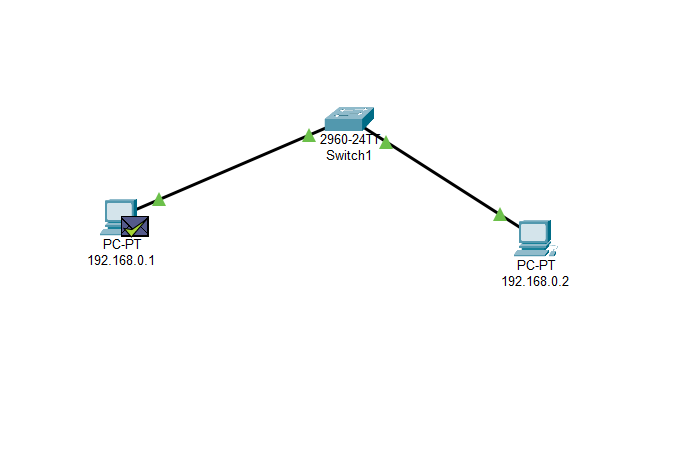 2960-24TT
Switch1
PC-PT
192.168.0.1
PC-PT
192.168.0.2